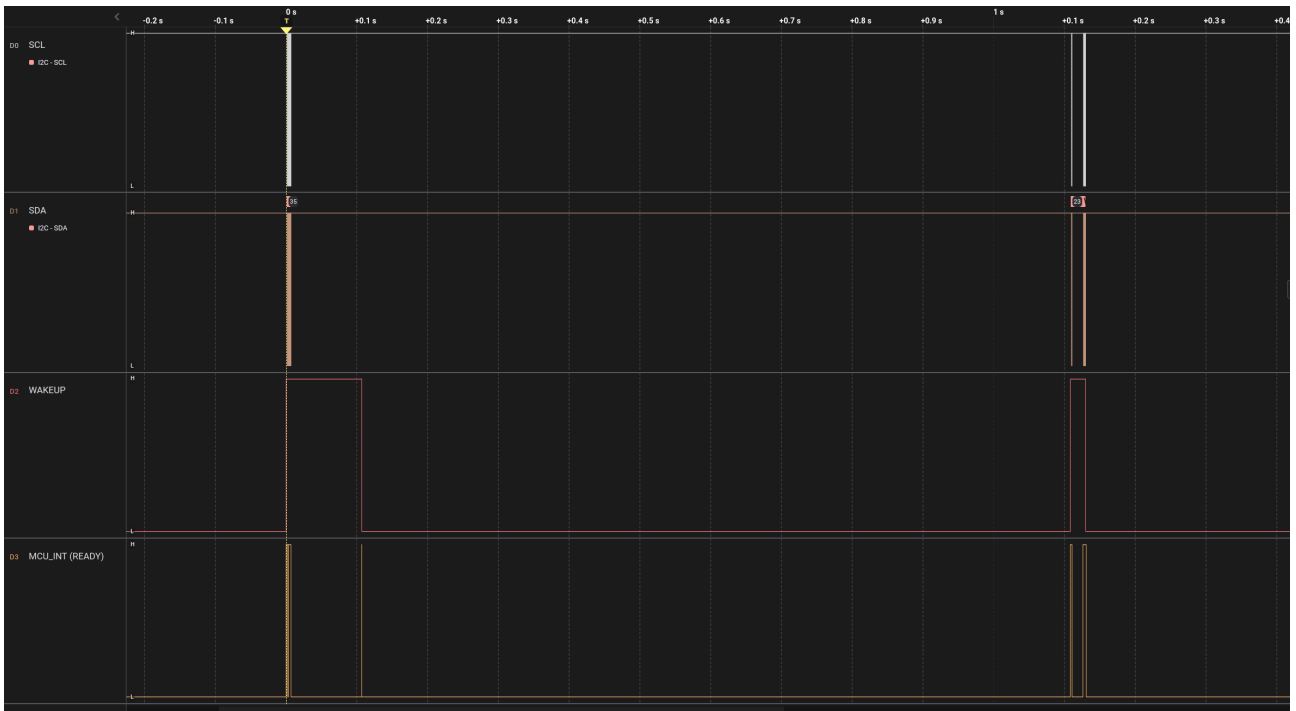 0 s 1 s
-0.2 s -0.1 s T +0.1 s +0.2 s +0.3 s +0.4 s +0.5 s +0.6 s +0.7 s +0.8 s +0.9 s +0.1 s +0.2 s +0.3 s +0.4
H
D0 SCL
I2C - SCL
L
35 23
H
D1 SDA
I2C - SDA
L
H
D2 WAKEUP
L
H
D3 MCU_INT (READY)
L